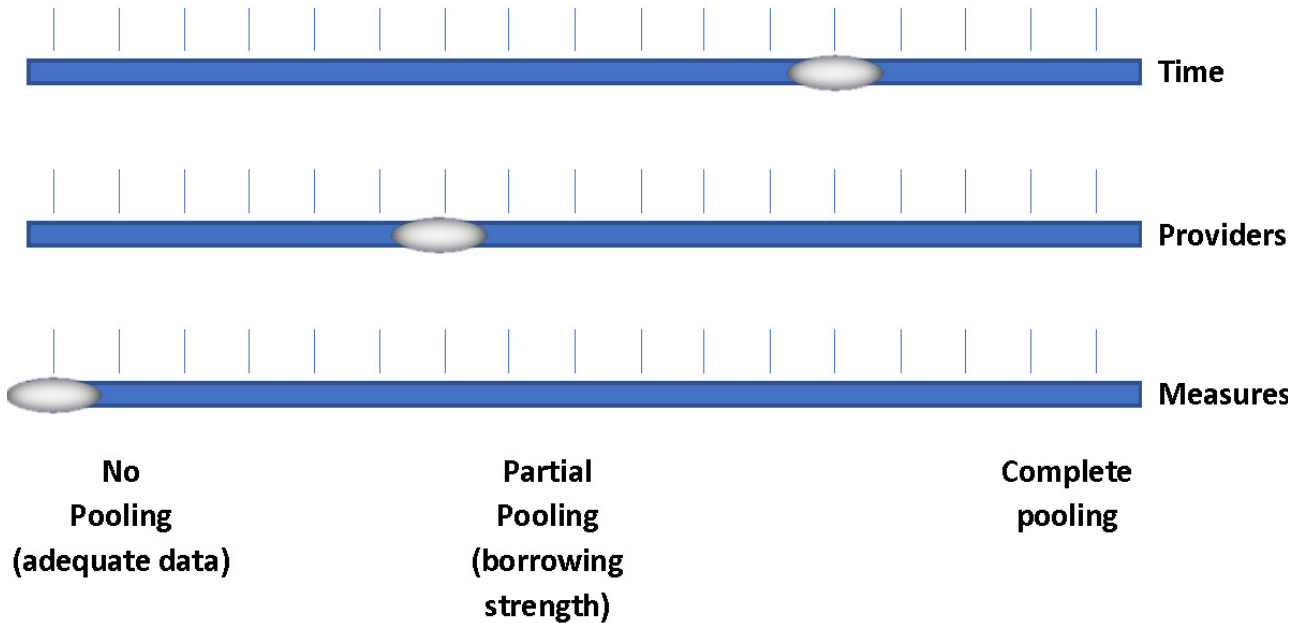 Time
Providers
Measures
No
Pooling
(adequate data)
Partial
Pooling
(borrowing
strength)
Complete
pooling